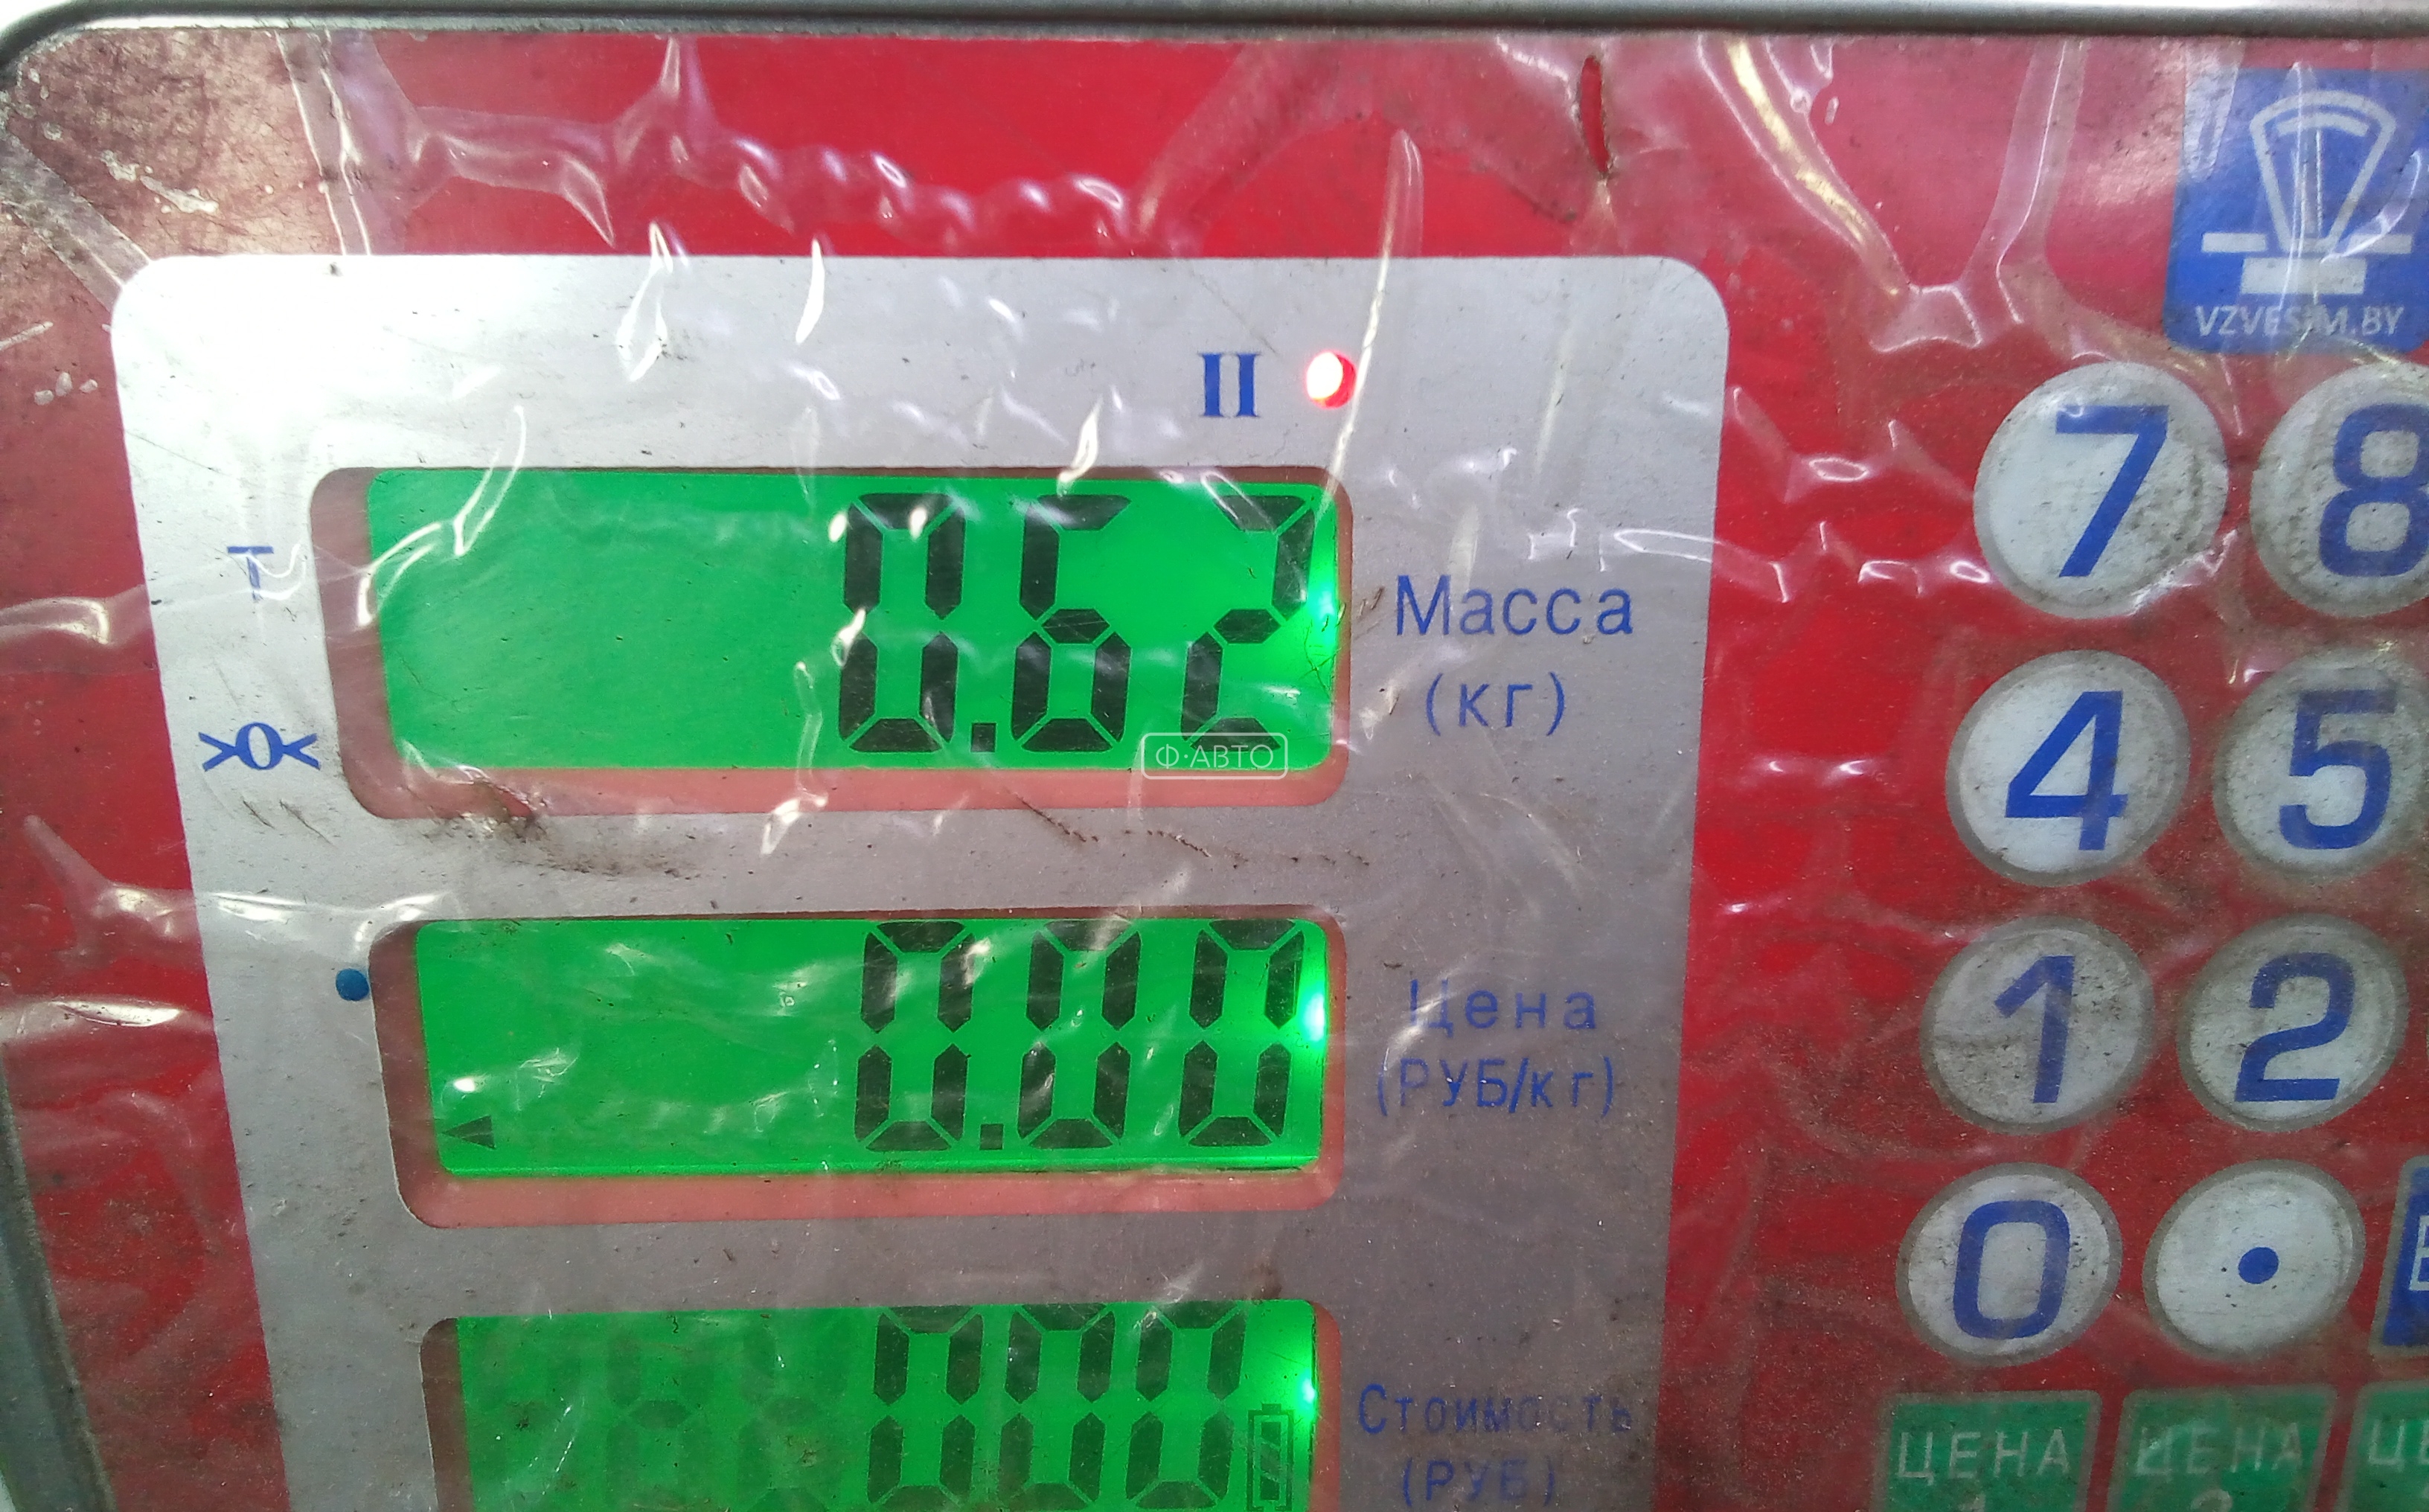 VZVESIM.BY
II
7 8
T
0.62
Масса
(кг)
>0<
Ф·АВТО
4 5
0.00
Цена
(РУБ/кг)
1 2
0 .
000
Стоимость
(РУБ)
ЦЕНА
ЦЕНА